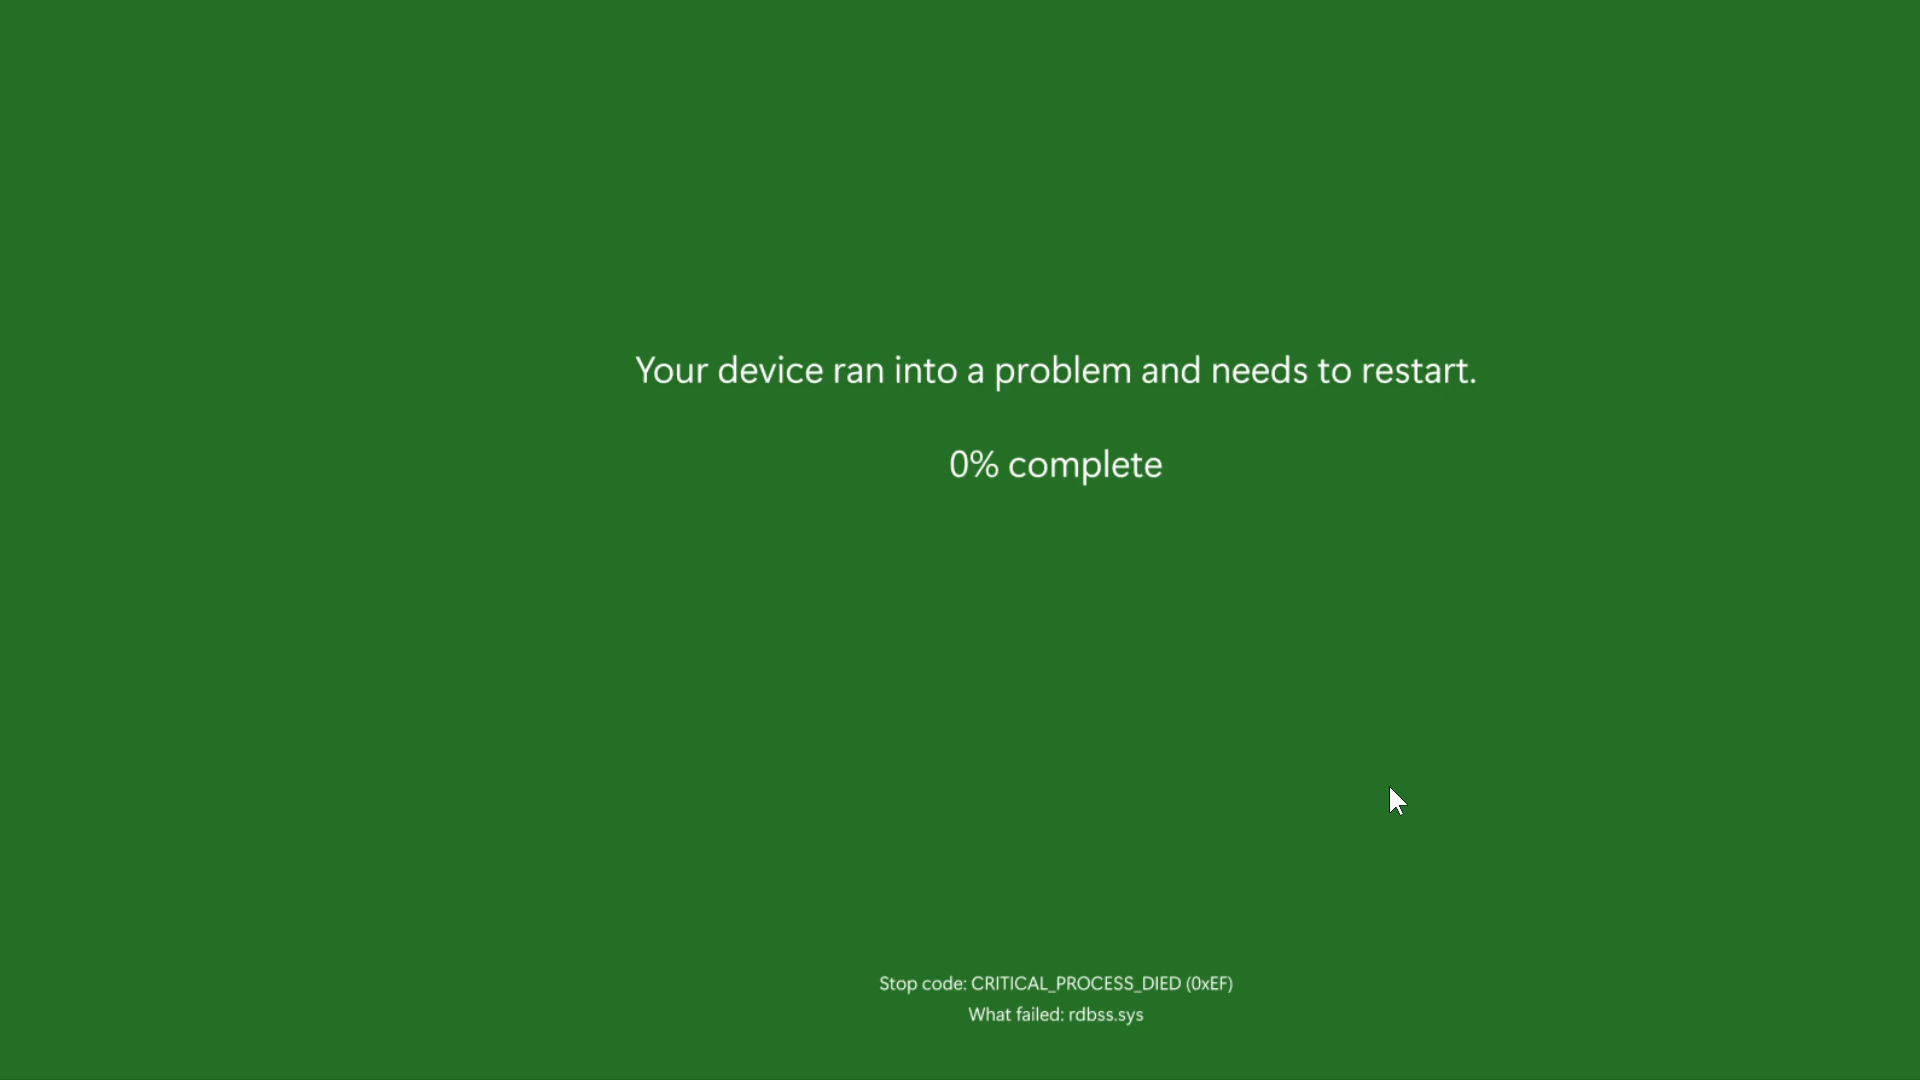 Your device ran into a problem and needs to restart.
0% complete
Stop code: CRITICAL_PROCESS_DIED (0xEF)
What failed: rdbss.sys